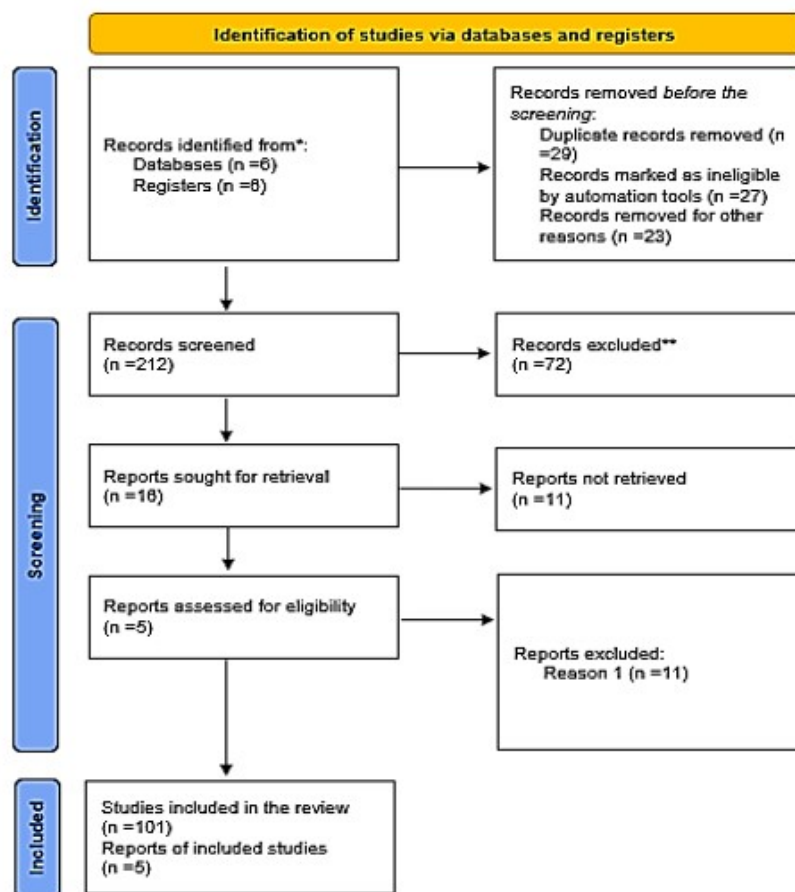 Identification of studies via databases and registers
Identification
Records identified from*:
Databases (n =6)
Registers (n =6)
Records removed before the
screening:
Duplicate records removed (n
=29)
Records marked as ineligible
by automation tools (n =27)
Records removed for other
reasons (n =23)
Screening
Records screened
(n =212)
Records excluded**
(n =72)
Reports sought for retrieval
(n =16)
Reports not retrieved
(n =11)
Reports assessed for eligibility
(n =5)
Reports excluded:
Reason 1 (n =11)
Included
Studies included in the review
(n =101)
Reports of included studies
(n =5)